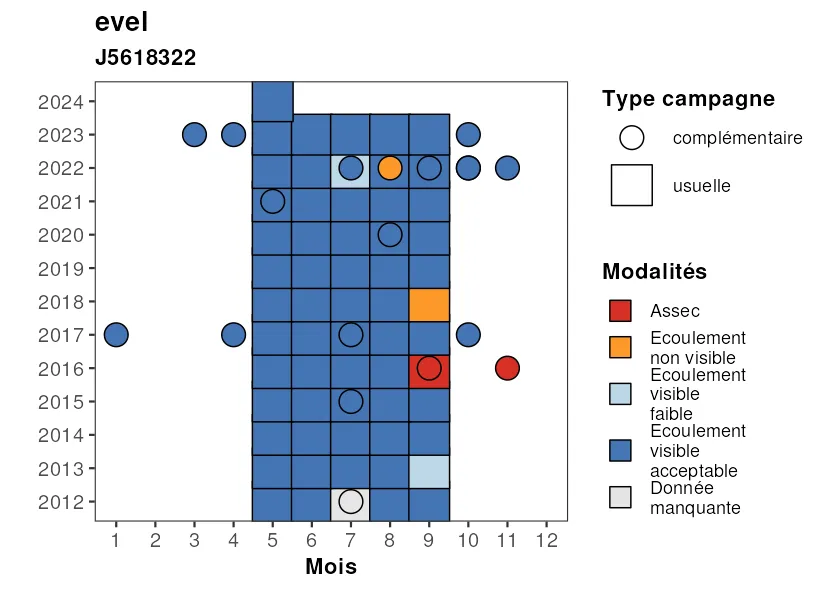 evel
J5618322
2024
2023
2022
2021
2020
2019
2018
2017
2016
2015
2014
2013
2012
1 2 3 4 5 6 7 8 9 10 11 12
Mois
Type campagne
complémentaire
usuelle
Modalités
Assec
Ecoulement
non visible
Ecoulement
visible
faible
Ecoulement
visible
acceptable
Donnée
manquante